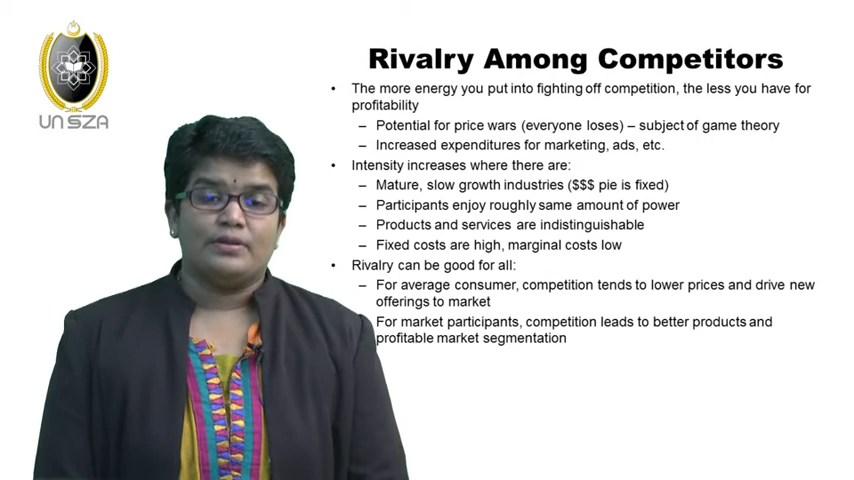 UN SZA
Rivalry Among Competitors
• The more energy you put into fighting off competition, the less you have for
profitability
– Potential for price wars (everyone loses) – subject of game theory
– Increased expenditures for marketing, ads, etc.
• Intensity increases where there are:
– Mature, slow growth industries ($$$ pie is fixed)
– Participants enjoy roughly same amount of power
– Products and services are indistinguishable
– Fixed costs are high, marginal costs low
• Rivalry can be good for all:
– For average consumer, competition tends to lower prices and drive new
offerings to market
For market participants, competition leads to better products and
profitable market segmentation